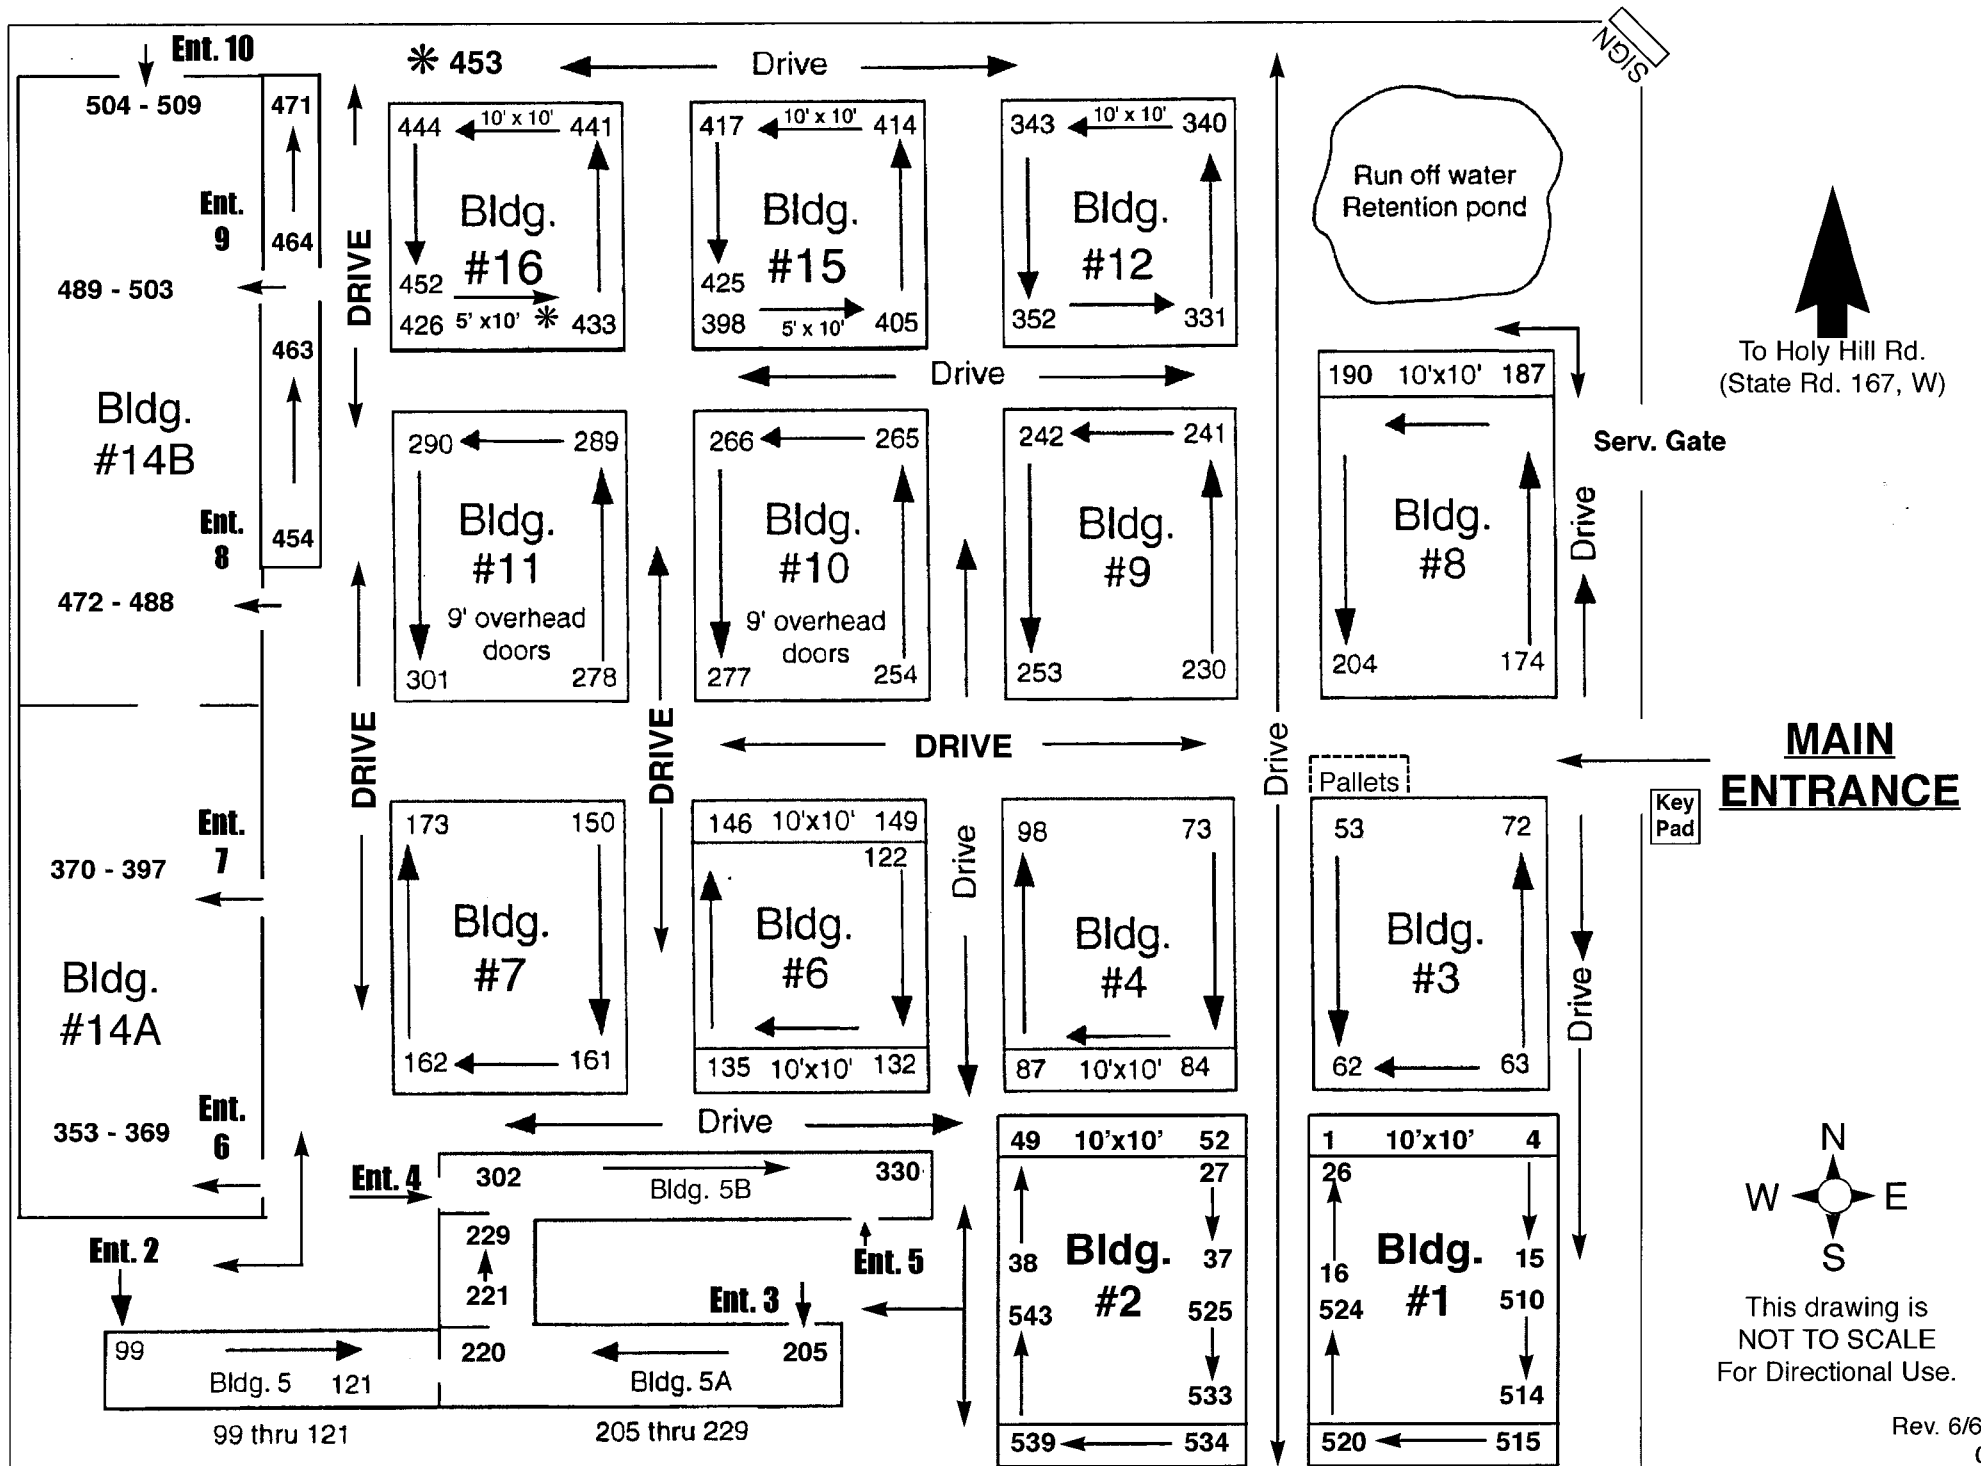 Ent. 10
504 - 509
471
Ent.
9
464
489 - 503
463
Bldg.
#14B
Ent.
8
454
472 - 488
Ent.
7
370 - 397
Bldg.
#14A
Ent.
6
353 - 369
Ent. 2
DRIVE
DRIVE
✳ 453
Drive
444 10' x 10' 441
Bldg.
#16
452
426 5' x10' ✳ 433
417 10' x 10' 414
Bldg.
#15
425
398 5' x 10' 405
343 10' x 10' 340
Bldg.
#12
352 331
Drive
290 289
Bldg.
#11
9' overhead
doors
301 278
DRIVE
266 265
Bldg.
#10
9' overhead
doors
277 254
242 241
Bldg.
#9
253 230
DRIVE
Drive
SIGN
Run off water
Retention pond
190 10'x10' 187
Bldg.
#8
204 174
Drive
Serv. Gate
To Holy Hill Rd.
(State Rd. 167, W)
MAIN
ENTRANCE
Key
Pad
Pallets
173 150
Bldg.
#7
162 161
146 10'x10' 149
122
Bldg.
#6
135 10'x10' 132
Drive
98 73
Bldg.
#4
87 10'x10' 84
53 72
Bldg.
#3
62 63
Drive
Drive
Ent. 4
302 330
Bldg. 5B
229
221
Ent. 5
Ent. 3
99
Bldg. 5 121
220 205
Bldg. 5A
99 thru 121
205 thru 229
49 10'x10' 52
27
38 Bldg. 37
#2
543 525
533
539 534
1 10'x10' 4
26
16 Bldg. 15
#1
524 510
514
520 515
N
W E
S
This drawing is
NOT TO SCALE
For Directional Use.
Rev. 6/6